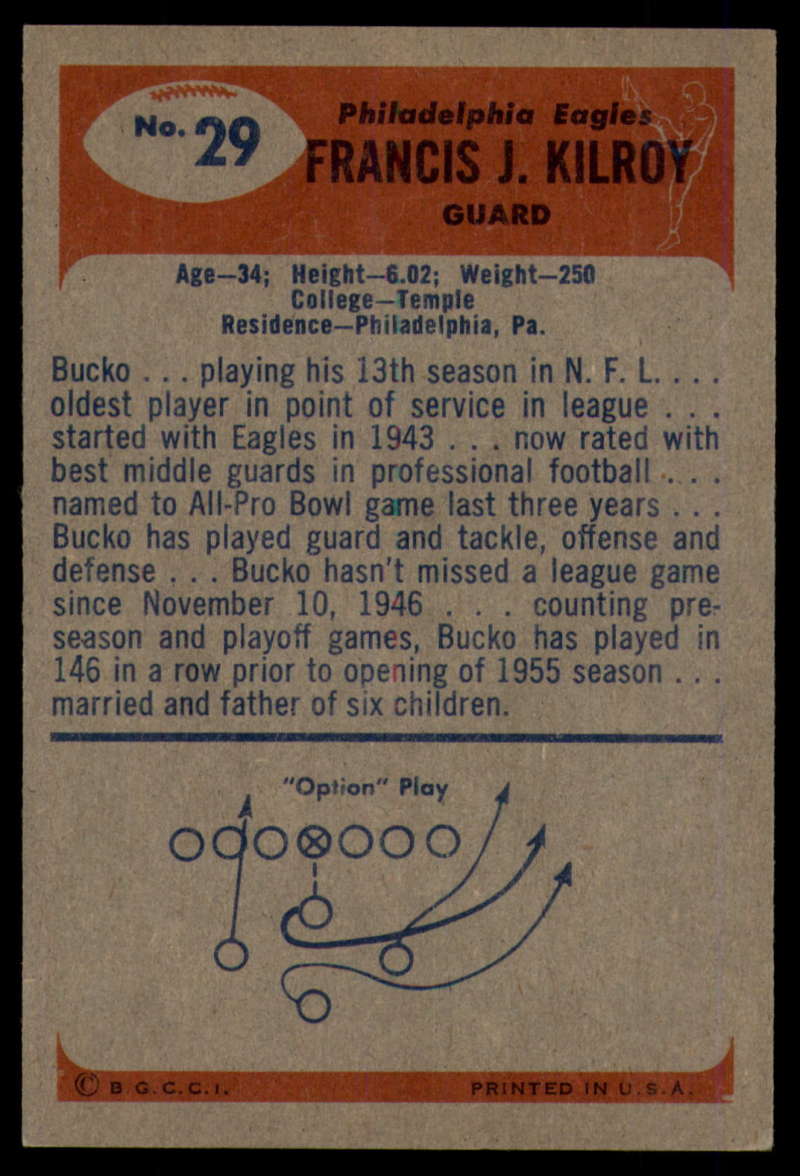 No. 29
Philadelphia Eagles
FRANCIS J. KILROY
GUARD
Age—34; Height—6.02; Weight—250
College—Temple
Residence—Philadelphia, Pa.
Bucko . . . playing his 13th season in N. F. L. . . .
oldest player in point of service in league . . .
started with Eagles in 1943 . . . now rated with
best middle guards in professional football . . .
named to All-Pro Bowl game last three years . . .
Bucko has played guard and tackle, offense and
defense . . . Bucko hasn't missed a league game
since November 10, 1946 . . . counting pre-
season and playoff games, Bucko has played in
146 in a row prior to opening of 1955 season . . .
married and father of six children.
"Option" Play
© B.G.C.C.I. PRINTED IN U.S.A.